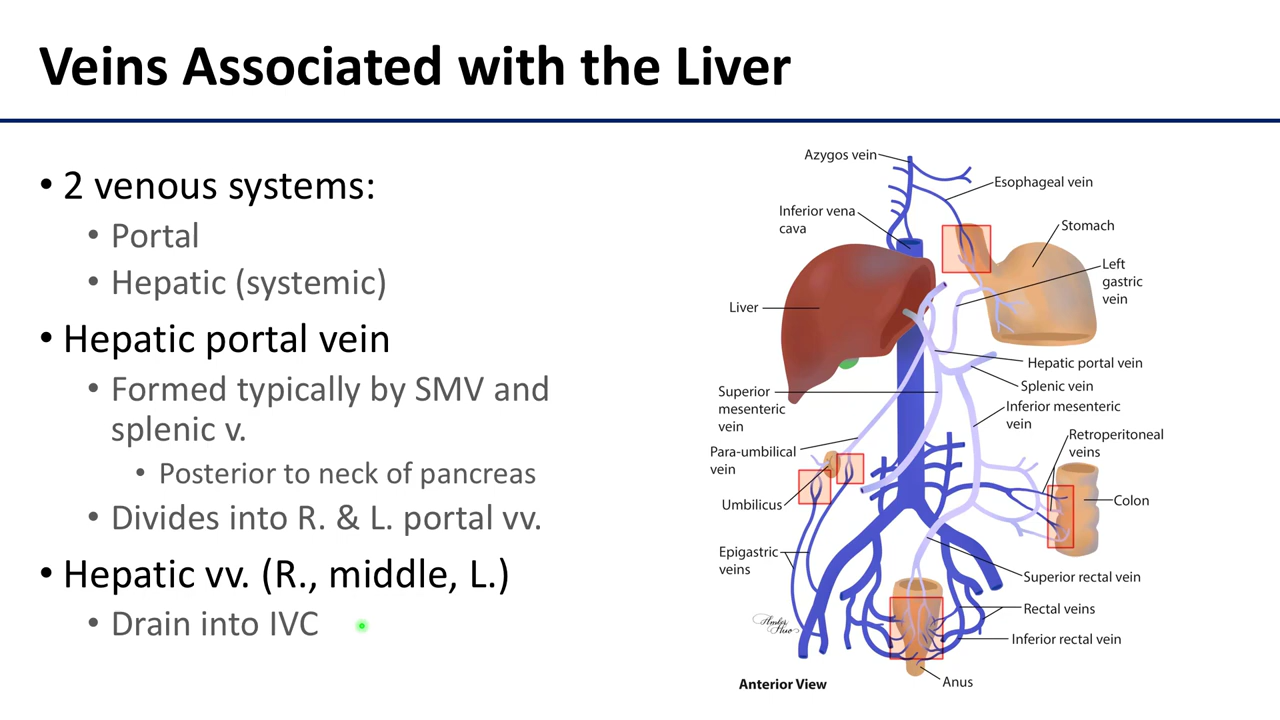 Veins Associated with the Liver
• 2 venous systems:
• Portal
• Hepatic (systemic)
• Hepatic portal vein
• Formed typically by SMV and
splenic v.
• Posterior to neck of pancreas
• Divides into R. & L. portal vv.
• Hepatic vv. (R., middle, L.)
• Drain into IVC
Azygos vein
Esophageal vein
Inferior vena
cava
Stomach
Left
gastric
vein
Liver
Hepatic portal vein
Splenic vein
Superior
mesenteric
vein
Inferior mesenteric
vein
Retroperitoneal
veins
Para-umbilical
vein
Umbilicus
Colon
Epigastric
veins
Superior rectal vein
Rectal veins
Inferior rectal vein
Anus
Anterior View